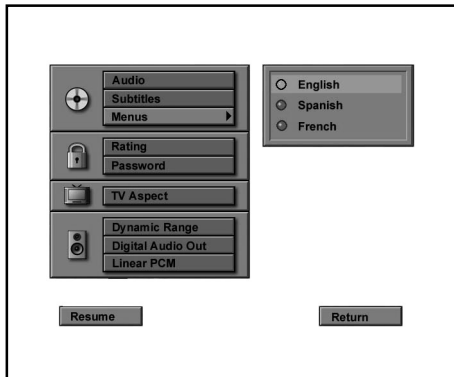 Audio
Subtitles
Menus
Rating
Password
TV Aspect
Dynamic Range
Digital Audio Out
Linear PCM
English
Spanish
French
Resume
Return